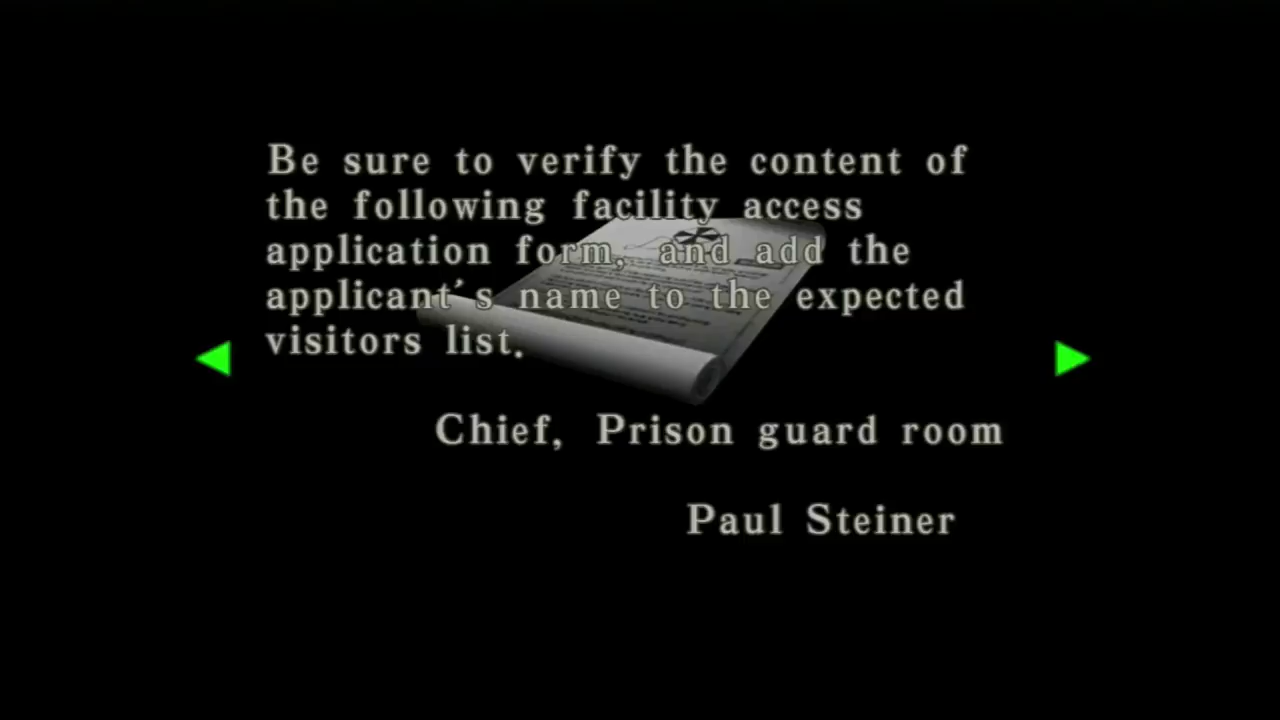 Be sure to verify the content of
the following facility access
application form, and add the
applicant's name to the expected
visitors list.
Chief, Prison guard room
Paul Steiner